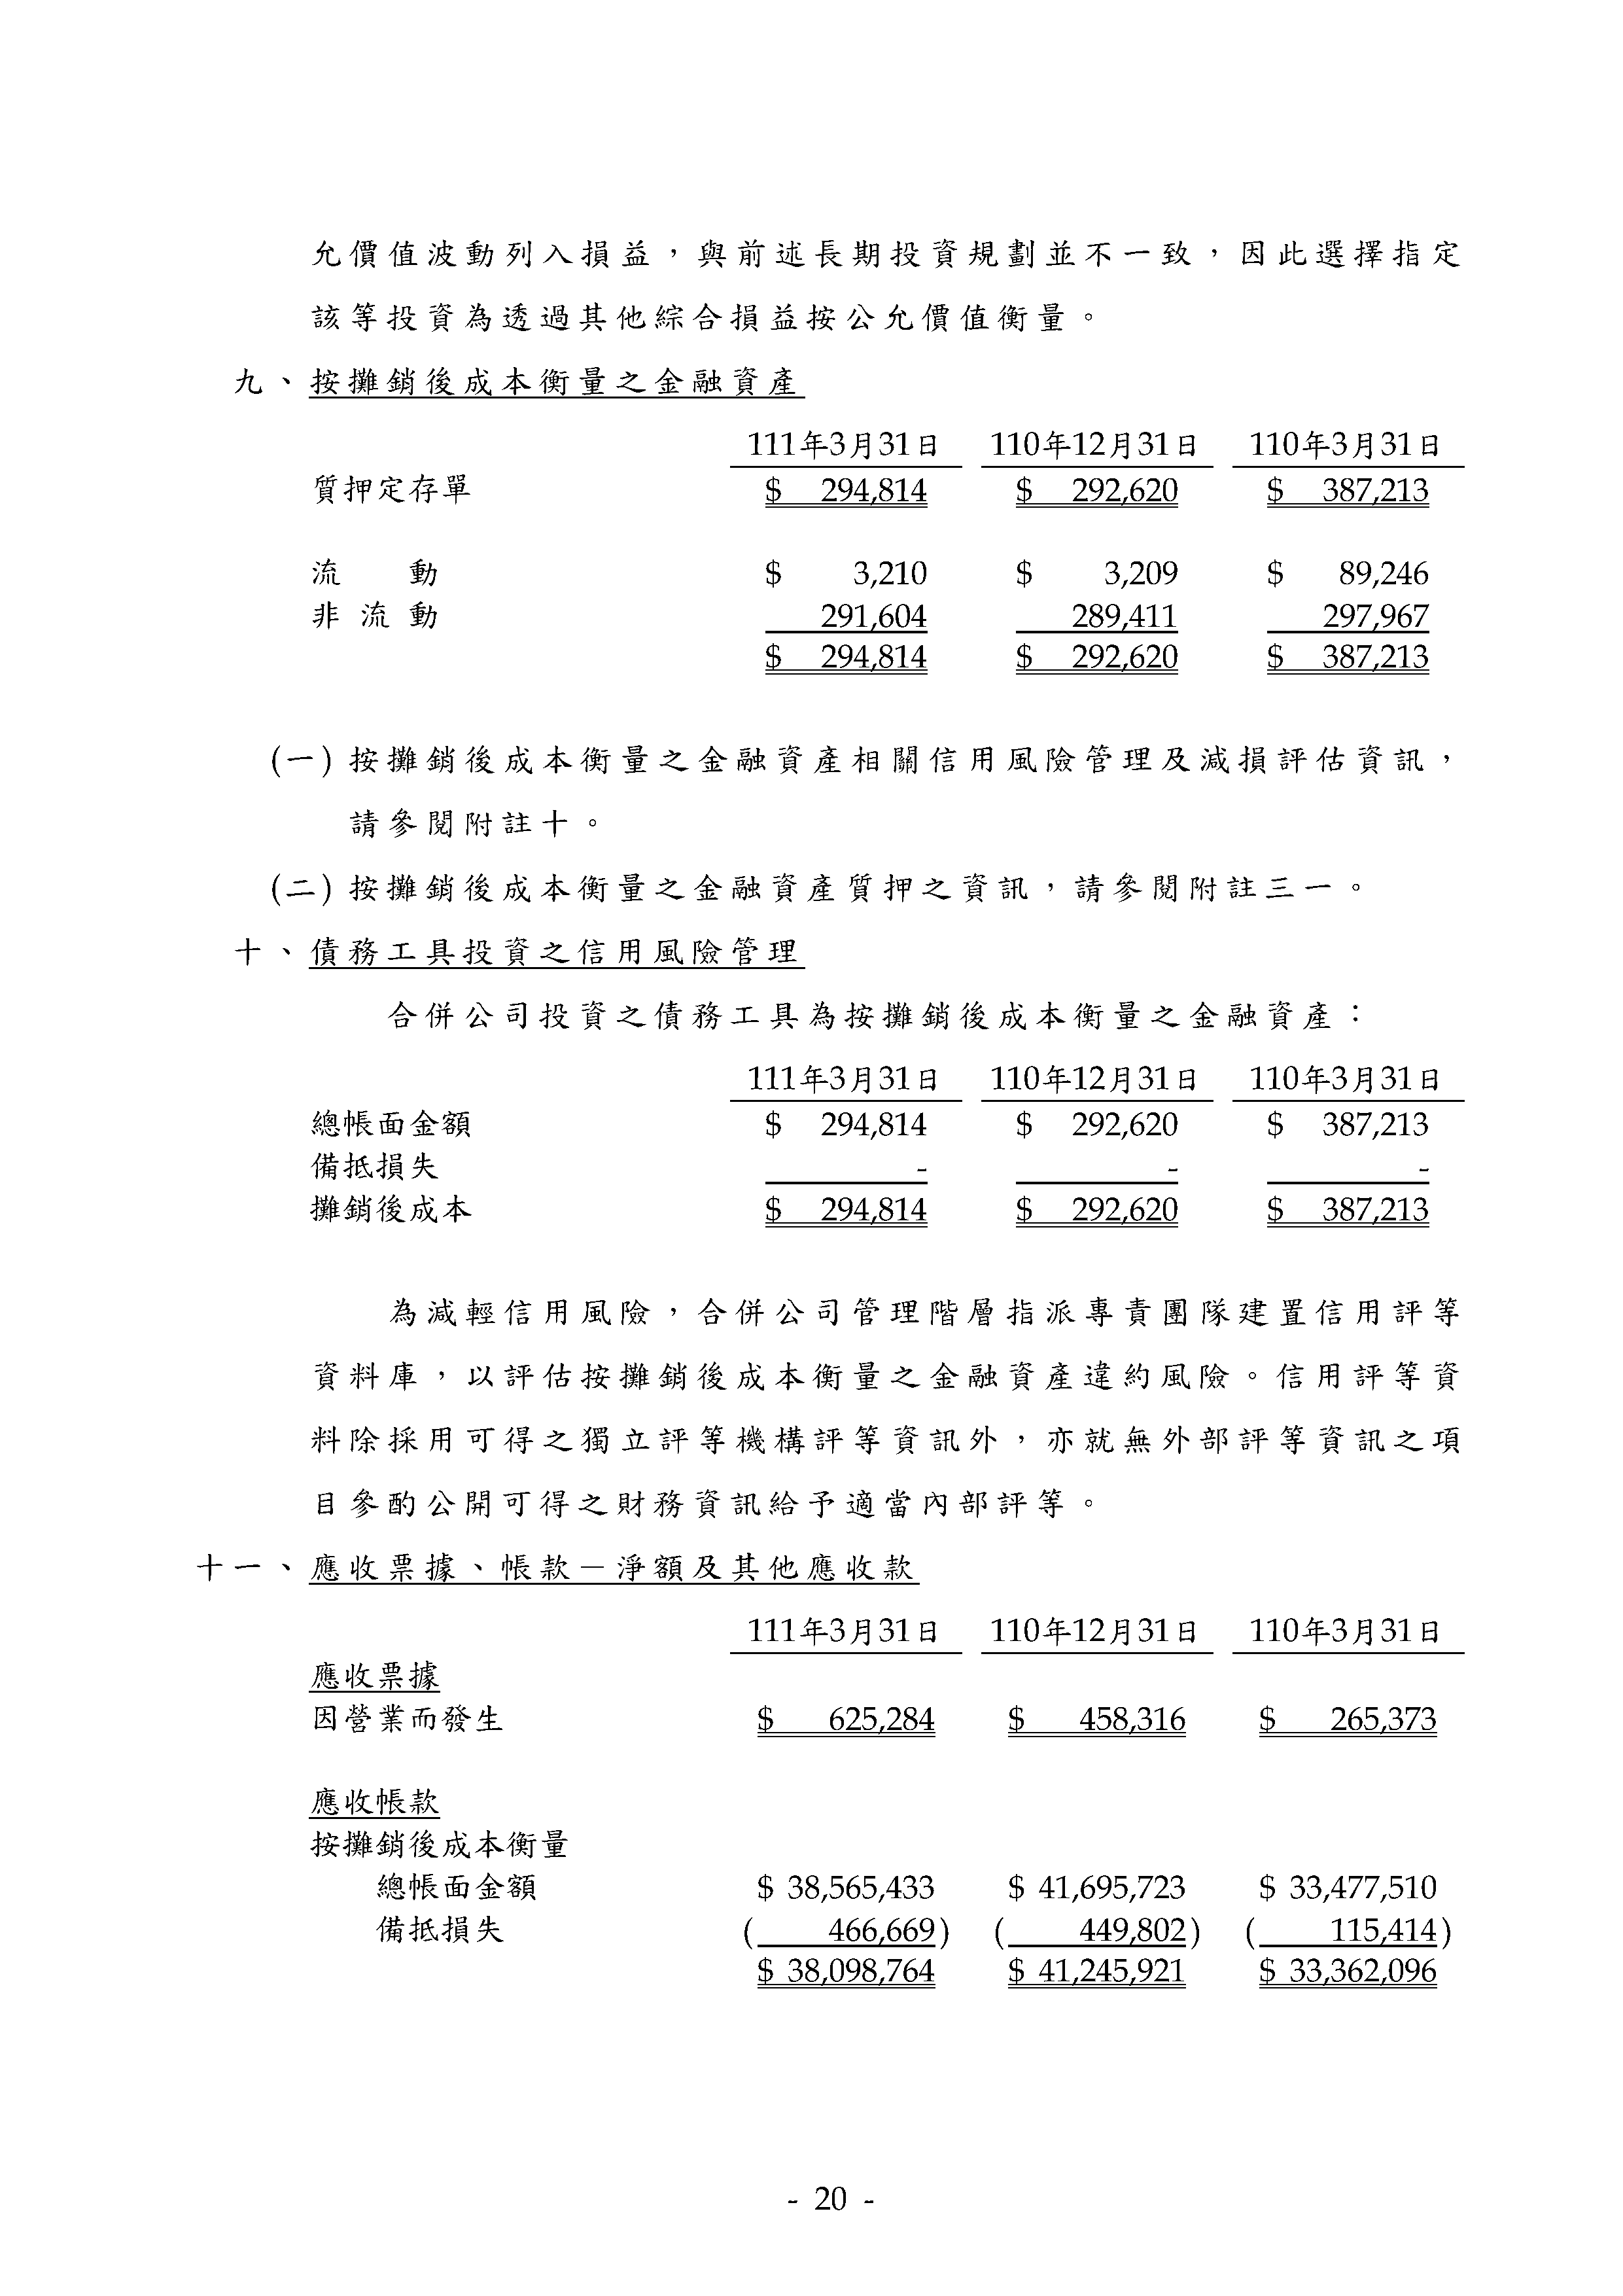 允價值波動列入損益，與前述長期投資規劃並不一致，因此選擇指定
該等投資為透過其他綜合損益按公允價值衡量。
九、按攤銷後成本衡量之金融資產
111年3月31日 110年12月31日 110年3月31日
質押定存單 $ 294,814 $ 292,620 $ 387,213
流動 $ 3,210 $ 3,209 $ 89,246
非流動 291,604 289,411 297,967
$ 294,814 $ 292,620 $ 387,213
(一) 按攤銷後成本衡量之金融資產相關信用風險管理及減損評估資訊，
請參閱附註十。
(二) 按攤銷後成本衡量之金融資產質押之資訊，請參閱附註三一。
十、債務工具投資之信用風險管理
合併公司投資之債務工具為按攤銷後成本衡量之金融資產：
111年3月31日 110年12月31日 110年3月31日
總帳面金額 $ 294,814 $ 292,620 $ 387,213
備抵損失 - - -
攤銷後成本 $ 294,814 $ 292,620 $ 387,213
為減輕信用風險，合併公司管理階層指派專責團隊建置信用評等
資料庫，以評估按攤銷後成本衡量之金融資產違約風險。信用評等資
料除採用可得之獨立評等機構評等資訊外，亦就無外部評等資訊之項
目參酌公開可得之財務資訊給予適當內部評等。
十一、應收票據、帳款－淨額及其他應收款
111年3月31日 110年12月31日 110年3月31日
應收票據
因營業而發生 $ 625,284 $ 458,316 $ 265,373
應收帳款
按攤銷後成本衡量
總帳面金額 $ 38,565,433 $ 41,695,723 $ 33,477,510
備抵損失 ( 466,669) ( 449,802) ( 115,414)
$ 38,098,764 $ 41,245,921 $ 33,362,096
- 20 -